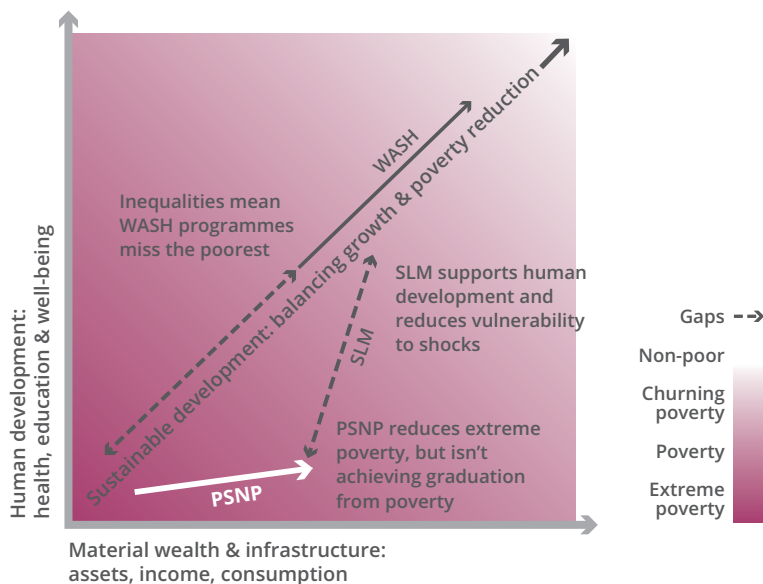 Human development:
health, education & well-being
Inequalities mean
WASH programmes
miss the poorest
WASH
Sustainable development: balancing growth & poverty reduction
SLM supports human
development and
reduces vulnerability
to shocks
SLM
PSNP reduces extreme
poverty, but isn't
achieving graduation
from poverty
PSNP
Material wealth & infrastructure:
assets, income, consumption
Gaps
Non-poor
Churning
poverty
Poverty
Extreme
poverty